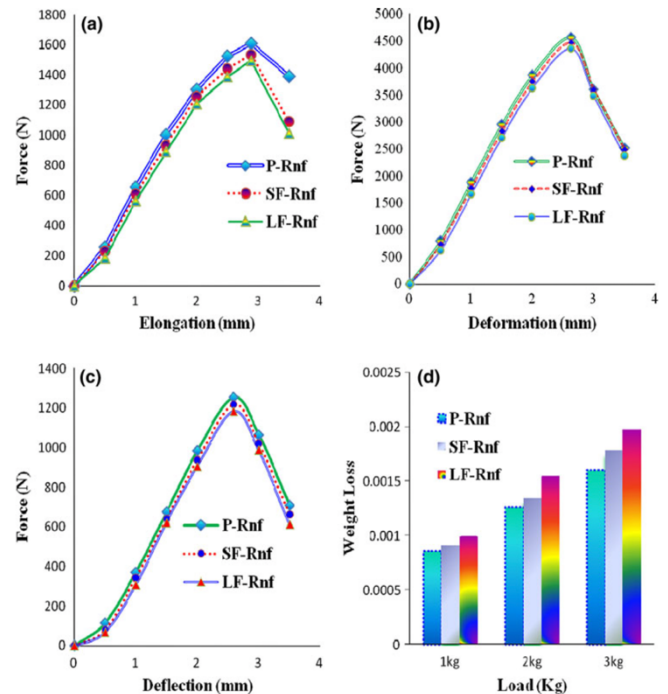 (a)
1800
1600
1400
1200
1000
800
600
400
200
0
Force (N)
P-Rnf
SF-Rnf
LF-Rnf
0 1 2 3 4
Elongation (mm)
(b)
5000
4500
4000
3500
3000
2500
2000
1500
1000
500
0
Force (N)
P-Rnf
SF-Rnf
LF-Rnf
0 1 2 3 4
Deformation (mm)
(c)
1400
1200
1000
800
600
400
200
0
Force (N)
P-Rnf
SF-Rnf
LF-Rnf
0 1 2 3 4
Deflection (mm)
(d)
0.0025
0.002
0.0015
0.001
0.0005
0
Weight Loss
P-Rnf
SF-Rnf
LF-Rnf
1kg 2kg 3kg
Load (Kg)